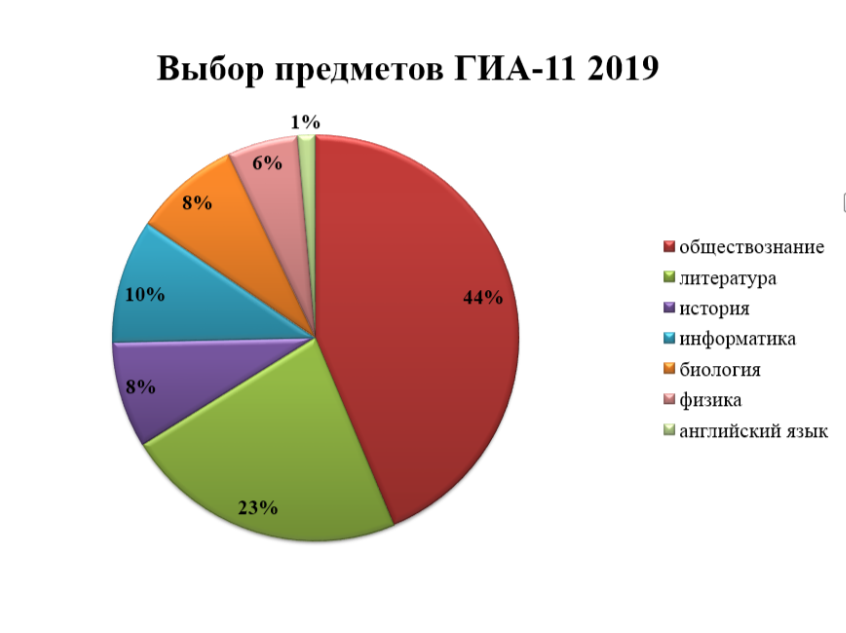 Выбор предметов ГИА-11 2019
1%
6%
8%
44%
10%
8%
23%
обществознание
литература
история
информатика
биология
физика
английский язык